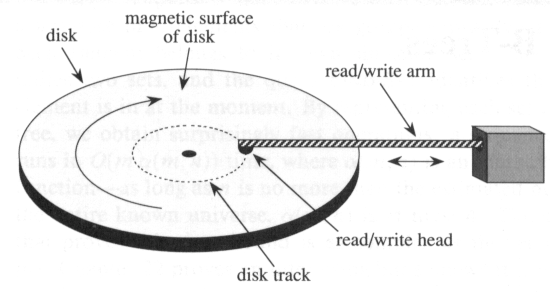 magnetic surface
of disk
disk
read/write arm
read/write head
disk track